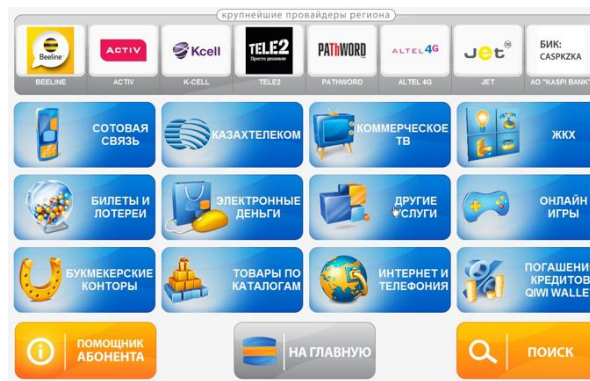 крупнейшие провайдеры региона
Beeline
ACTIV
Kcell
TELE2
Просто дешевле
PAThWORD
ALTEL 4G
Jet®
БИК:
CASPKZKA
BEELINE
ACTIV
K-CELL
TELE2
PATHWORD
ALTEL 4G
JET
АО "KASPI BANK"
СОТОВАЯ
СВЯЗЬ
КАЗАХТЕЛЕКОМ
КОММЕРЧЕСКОЕ
ТВ
ЖКХ
БИЛЕТЫ И
ЛОТЕРЕИ
ЭЛЕКТРОННЫЕ
ДЕНЬГИ
ДРУГИЕ
УСЛУГИ
ОНЛАЙН
ИГРЫ
БУКМЕКЕРСКИЕ
КОНТОРЫ
ТОВАРЫ ПО
КАТАЛОГАМ
ИНТЕРНЕТ И
ТЕЛЕФОНИЯ
ПОГАШЕНИ
КРЕДИТОВ
QIWI WALLE
ПОМОЩНИК
АБОНЕНТА
НА ГЛАВНУЮ
ПОИСК